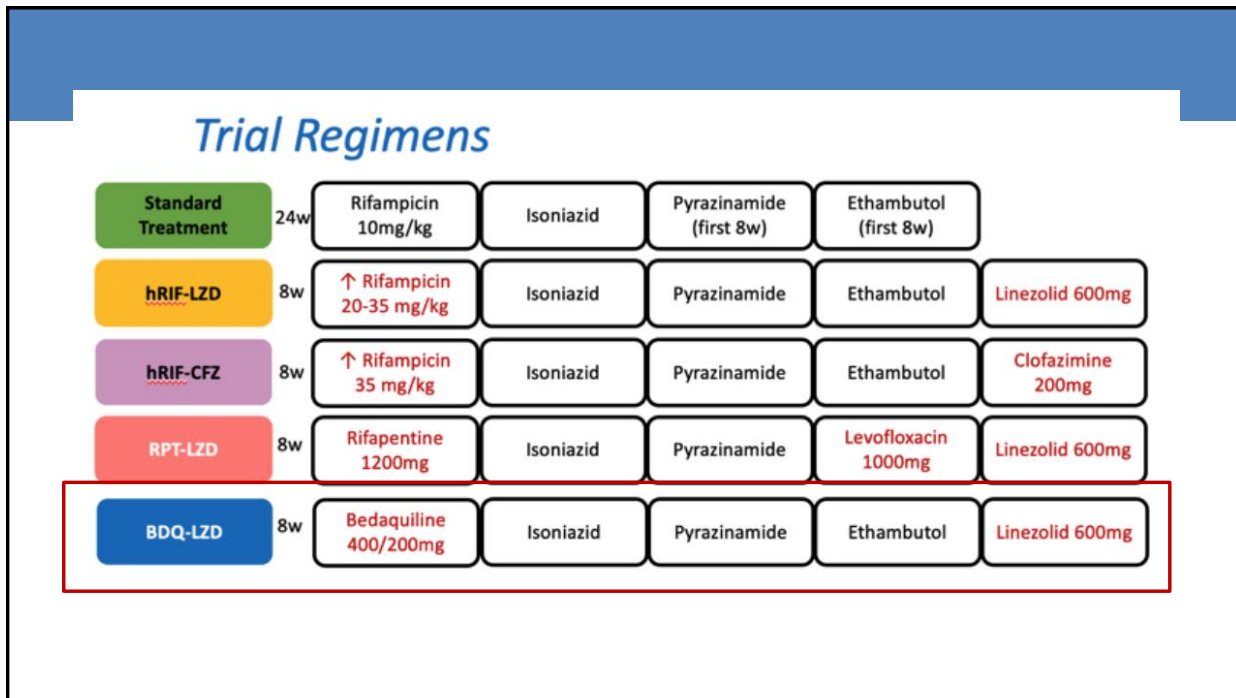 Trial Regimens
Standard
Treatment
24w
Rifampicin
10mg/kg
Isoniazid
Pyrazinamide
(first 8w)
Ethambutol
(first 8w)
hRIF-LZD
8w
↑ Rifampicin
20-35 mg/kg
Isoniazid
Pyrazinamide
Ethambutol
Linezolid 600mg
hRIF-CFZ
8w
↑ Rifampicin
35 mg/kg
Isoniazid
Pyrazinamide
Ethambutol
Clofazimine
200mg
RPT-LZD
8w
Rifapentine
1200mg
Isoniazid
Pyrazinamide
Levofloxacin
1000mg
Linezolid 600mg
BDQ-LZD
8w
Bedaquiline
400/200mg
Isoniazid
Pyrazinamide
Ethambutol
Linezolid 600mg